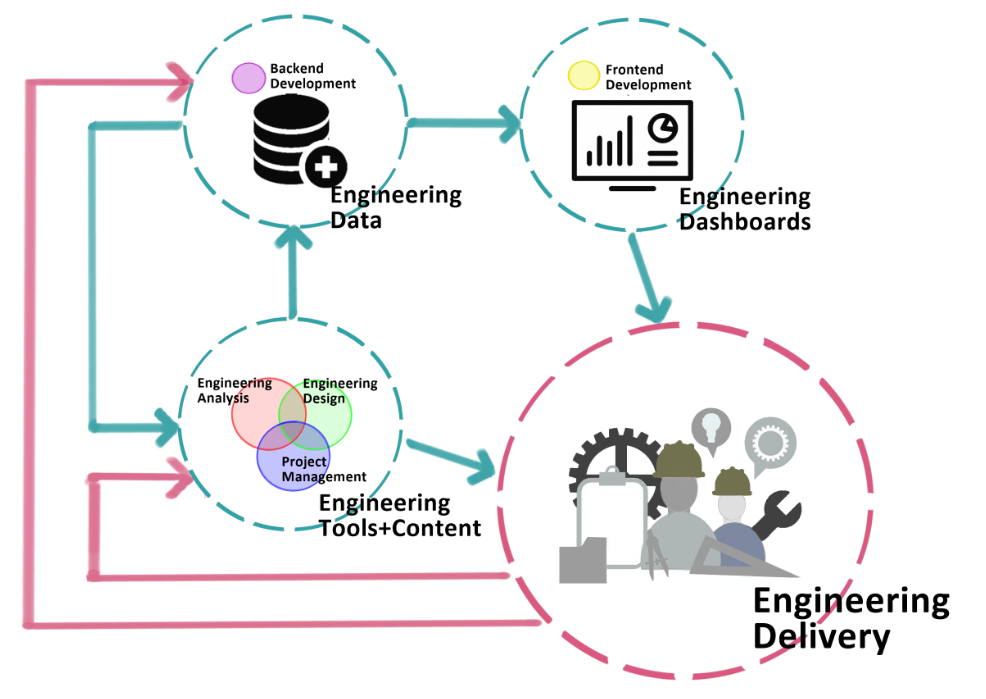 Backend
Development
Engineering
Data
Frontend
Development
Engineering
Dashboards
Engineering
Analysis
Engineering
Design
Project
Management
Engineering
Tools+Content
Engineering
Delivery